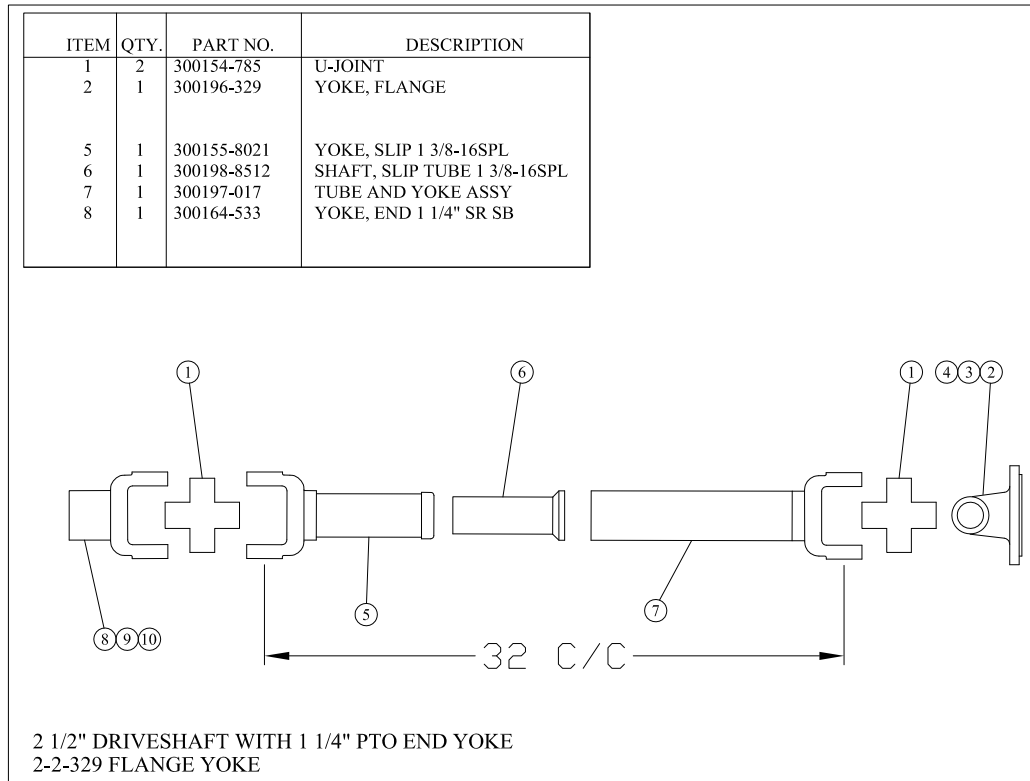 ITEM QTY. PART NO. DESCRIPTION
1 2 300154-785 U-JOINT
2 1 300196-329 YOKE, FLANGE
5 1 300155-8021 YOKE, SLIP 1 3/8-16SPL
6 1 300198-8512 SHAFT, SLIP TUBE 1 3/8-16SPL
7 1 300197-017 TUBE AND YOKE ASSY
8 1 300164-533 YOKE, END 1 1/4" SR SB
1 6 1 4 3 2
5 7
8 9 10
32 C/C
2 1/2" DRIVESHAFT WITH 1 1/4" PTO END YOKE
2-2-329 FLANGE YOKE